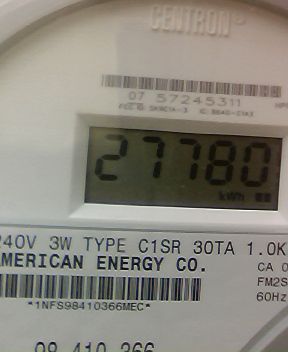 CENTRON
07 57245311
27780
kWh
240V 3W TYPE C1SR 30TA 1.0K
AMERICAN ENERGY CO.
CA 0
FM2S
60Hz
*1NFS98410366MEC*
98 410 366